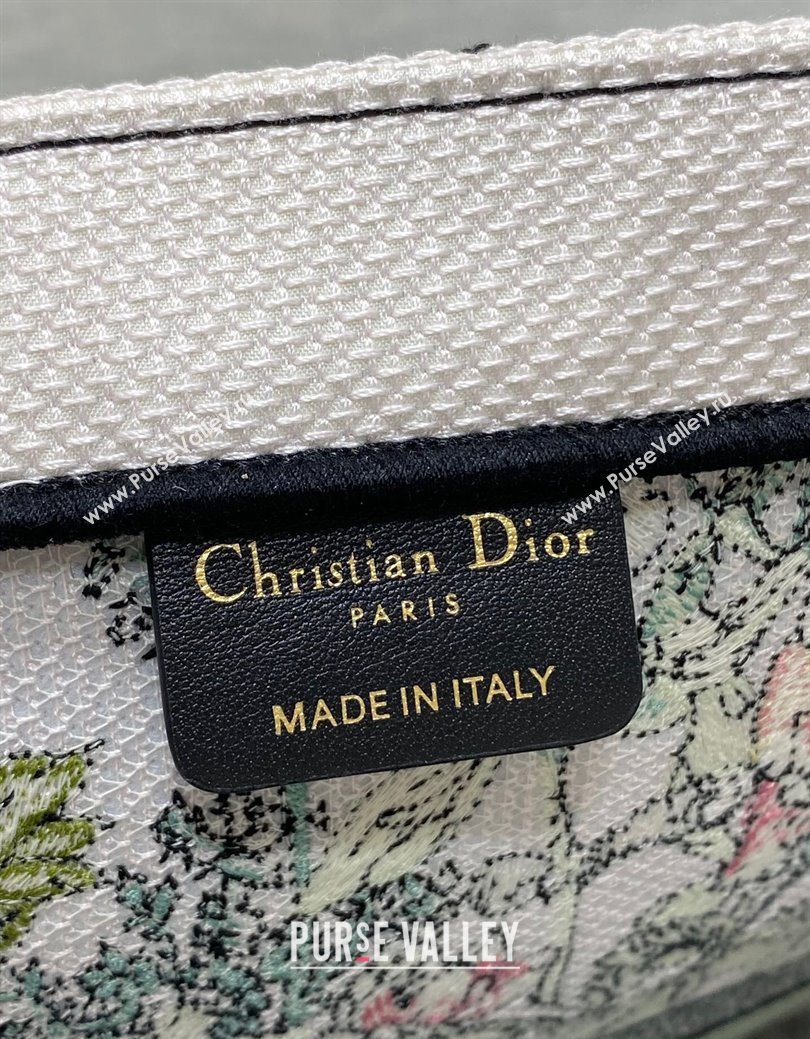 www.PurseValley.ru
www.PurseValley.ru
Christian Dior
PARIS
MADE IN ITALY
PURSE VALLEY